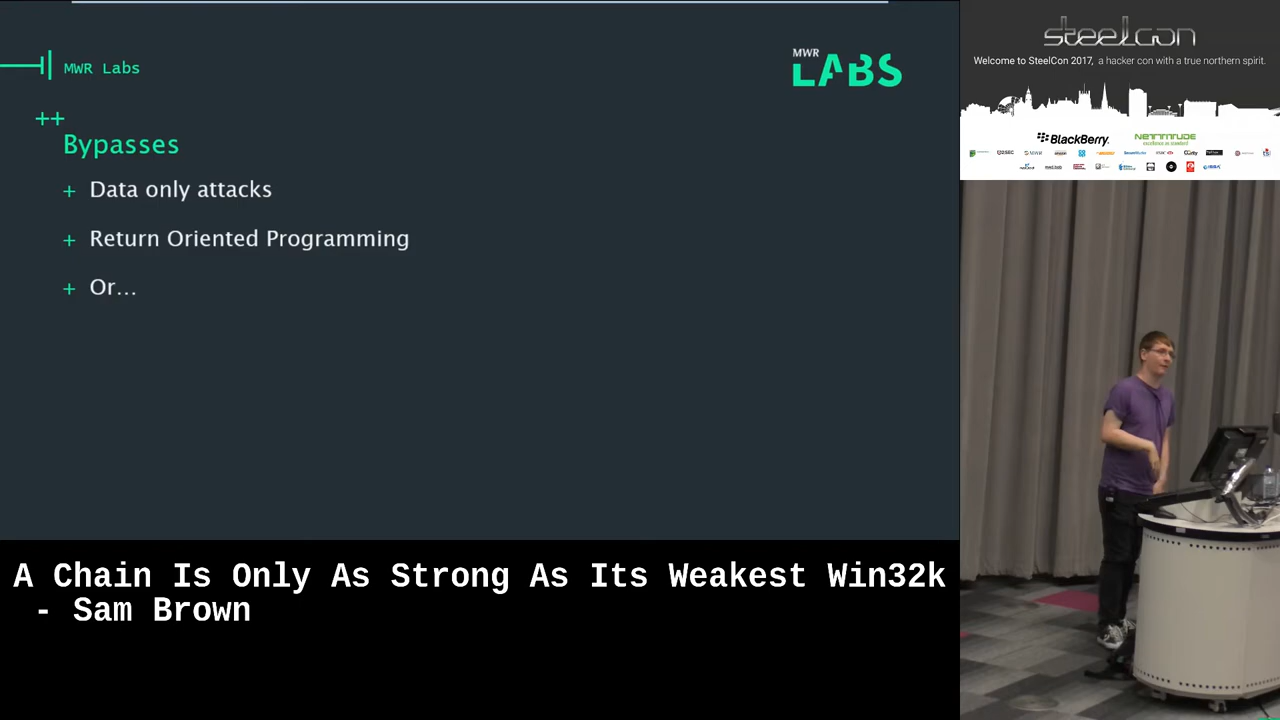 MWR Labs
MWR
LABS
++
Bypasses
+ Data only attacks
+ Return Oriented Programming
+ Or...
A Chain Is Only As Strong As Its Weakest Win32k
- Sam Brown
steelcon
Welcome to SteelCon 2017, a hacker con with a true northern spirit.
BlackBerry
NETTITUDE